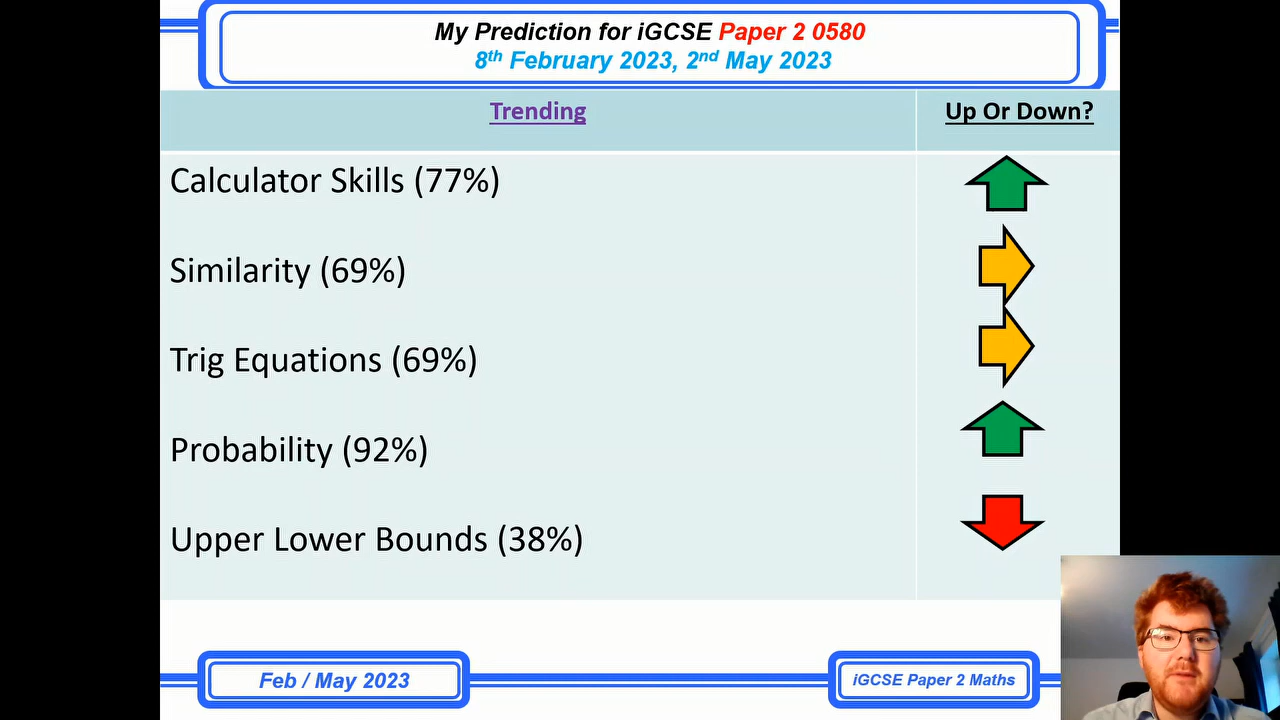 My Prediction for iGCSE Paper 2 0580
8th February 2023, 2nd May 2023
Trending
Up Or Down?
Calculator Skills (77%)
Similarity (69%)
Trig Equations (69%)
Probability (92%)
Upper Lower Bounds (38%)
Feb / May 2023
iGCSE Paper 2 Maths